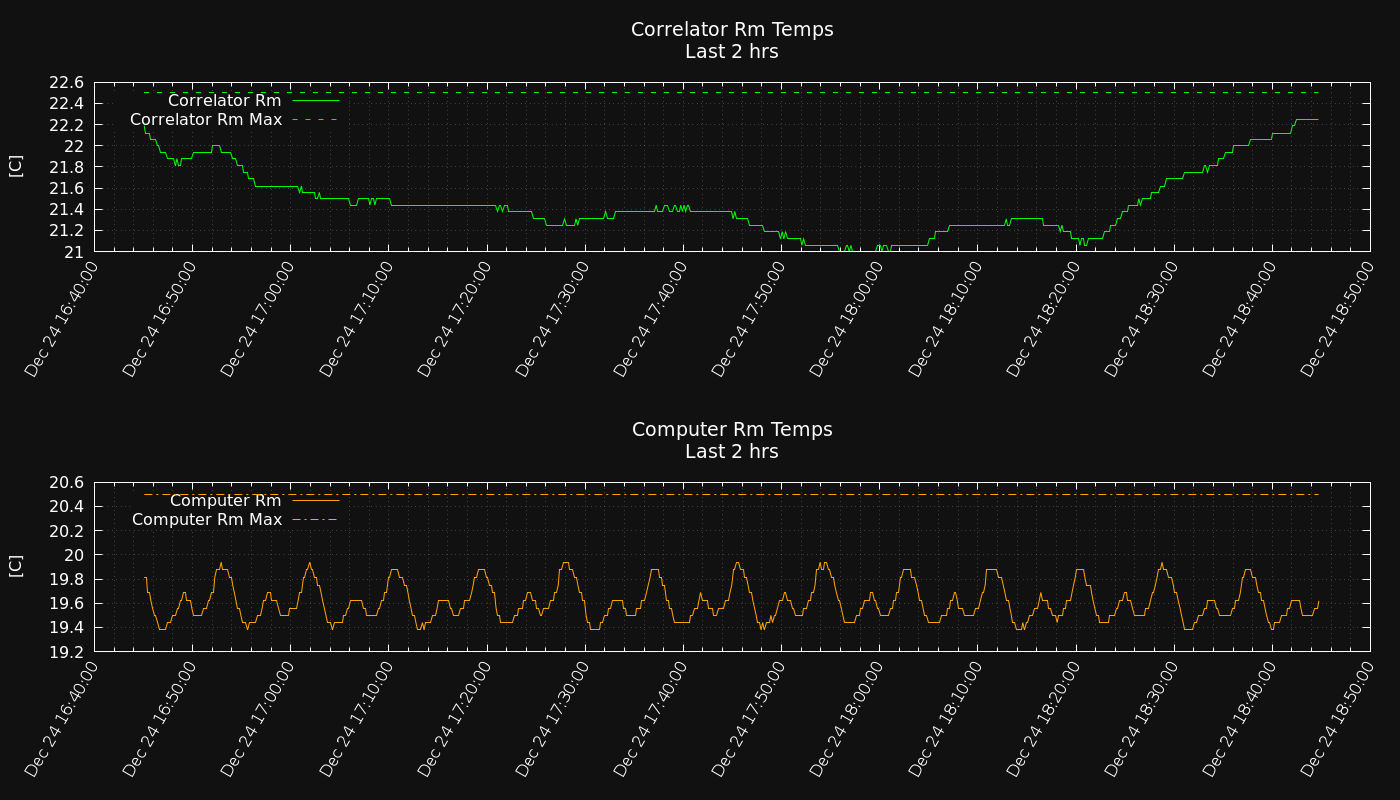 Correlator Rm Temps
Last 2 hrs
[C]
22.6
22.4
22.2
22
21.8
21.6
21.4
21.2
21
Correlator Rm
Correlator Rm Max
Dec 24 16:40:00
Dec 24 16:50:00
Dec 24 17:00:00
Dec 24 17:10:00
Dec 24 17:20:00
Dec 24 17:30:00
Dec 24 17:40:00
Dec 24 17:50:00
Dec 24 18:00:00
Dec 24 18:10:00
Dec 24 18:20:00
Dec 24 18:30:00
Dec 24 18:40:00
Dec 24 18:50:00
Computer Rm Temps
Last 2 hrs
[C]
20.6
20.4
20.2
20
19.8
19.6
19.4
19.2
Computer Rm
Computer Rm Max
Dec 24 16:40:00
Dec 24 16:50:00
Dec 24 17:00:00
Dec 24 17:10:00
Dec 24 17:20:00
Dec 24 17:30:00
Dec 24 17:40:00
Dec 24 17:50:00
Dec 24 18:00:00
Dec 24 18:10:00
Dec 24 18:20:00
Dec 24 18:30:00
Dec 24 18:40:00
Dec 24 18:50:00